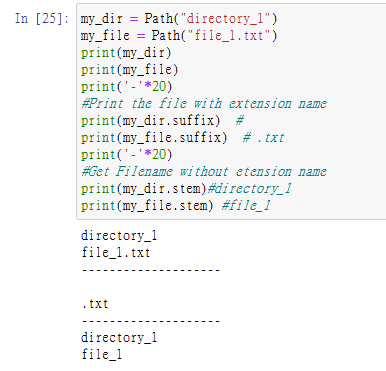 In [25]: my_dir = Path("directory_1")
my_file = Path("file_1.txt")
print(my_dir)
print(my_file)
print('-'*20)
#Print the file with extension name
print(my_dir.suffix)  #
print(my_file.suffix)  # .txt
print('-'*20)
#Get Filename without etension name
print(my_dir.stem)#directory_1
print(my_file.stem) #file_1
directory_1
file_1.txt
--------------------
.txt
--------------------
directory_1
file_1